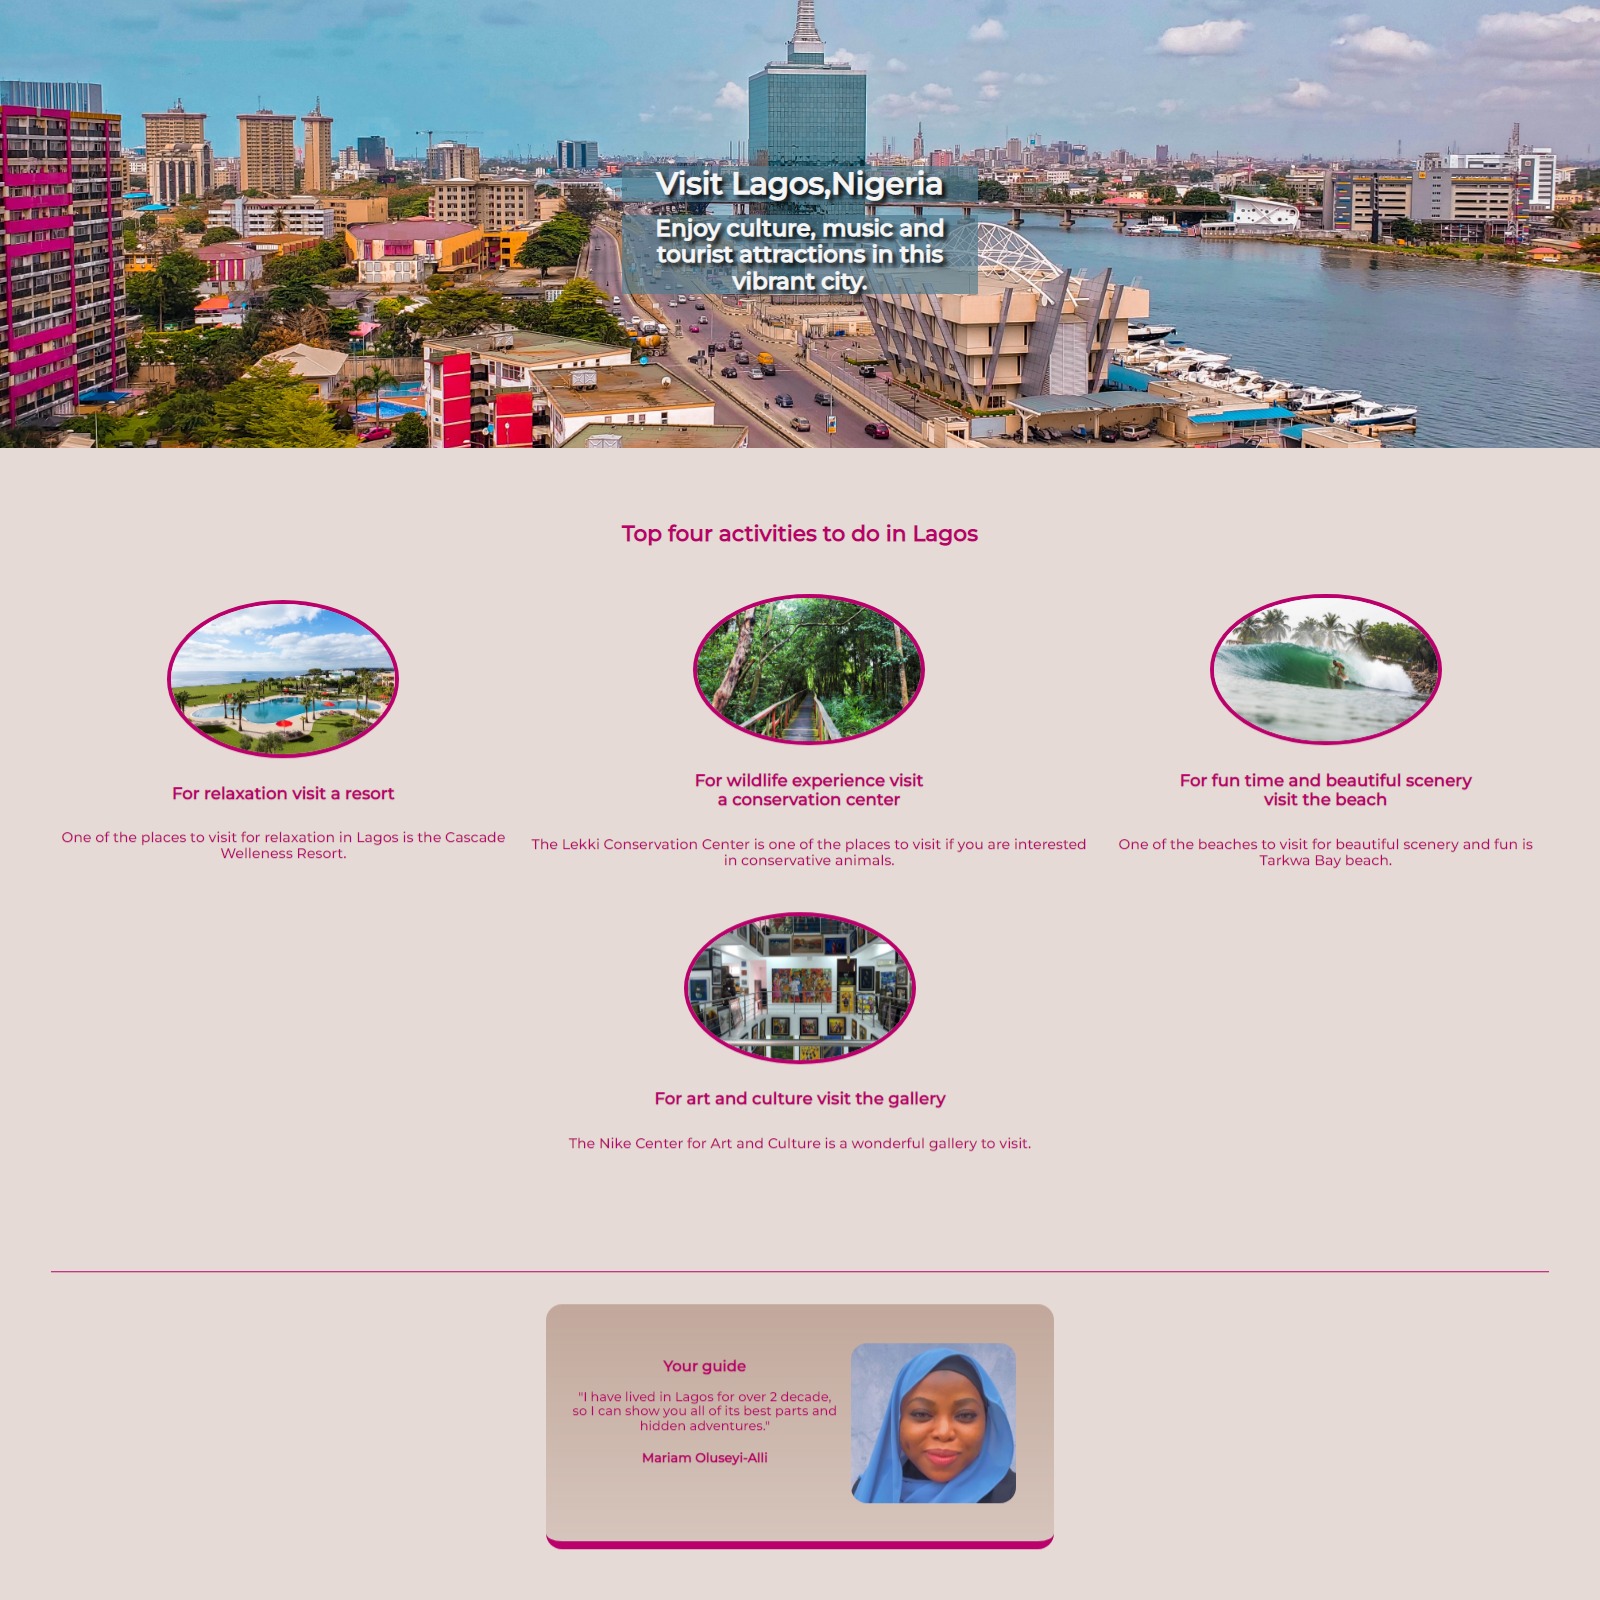 Visit Lagos,Nigeria
Enjoy culture, music and
tourist attractions in this
vibrant city.
Top four activities to do in Lagos
For relaxation visit a resort
One of the places to visit for relaxation in Lagos is the Cascade
Welleness Resort.
For wildlife experience visit
a conservation center
The Lekki Conservation Center is one of the places to visit if you are interested
in conservative animals.
For fun time and beautiful scenery
visit the beach
One of the beaches to visit for beautiful scenery and fun is
Tarkwa Bay beach.
For art and culture visit the gallery
The Nike Center for Art and Culture is a wonderful gallery to visit.
Your guide
"I have lived in Lagos for over 2 decade,
so I can show you all of its best parts and
hidden adventures."
Mariam Oluseyi-Alli